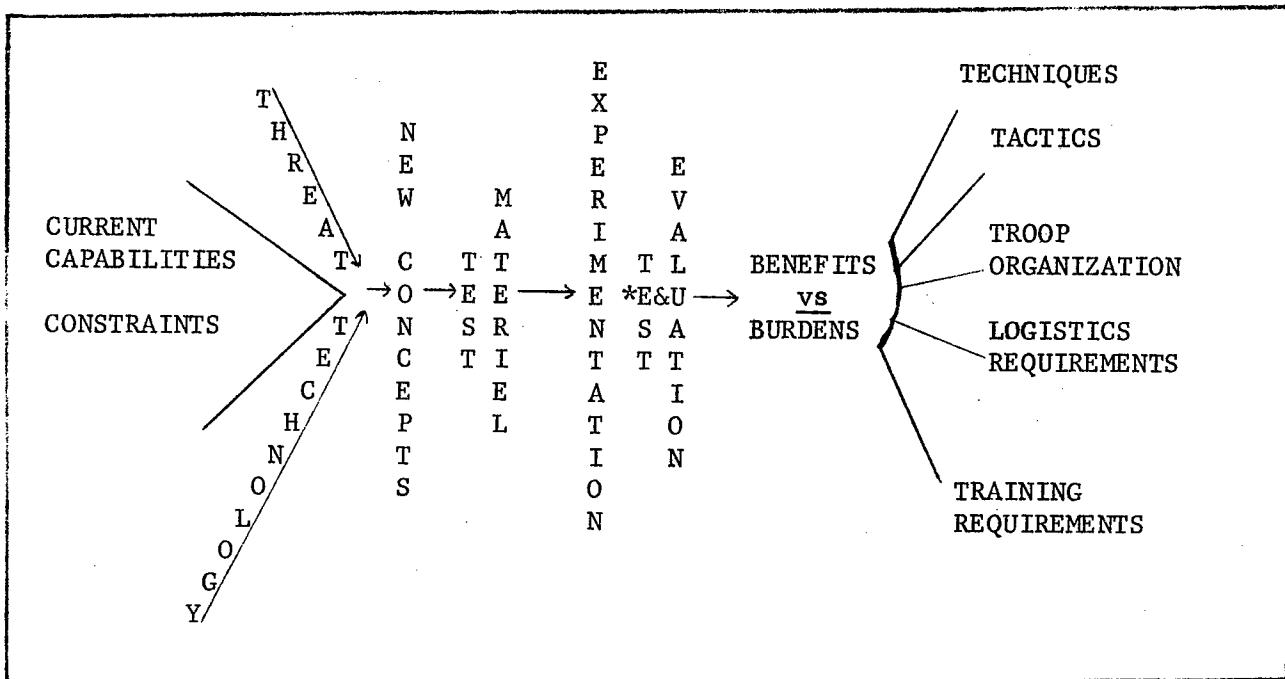 THREAT
CURRENT
CAPABILITIES
CONSTRAINTS
TECHNOLOGY
NEW CONCEPTS
TEST
MATERIEL
EXPERIMENTATION
*TEST
&
EVALUATION
BENEFITS
vs
BURDENS
TECHNIQUES
TACTICS
TROOP
ORGANIZATION
LOGISTICS
REQUIREMENTS
TRAINING
REQUIREMENTS